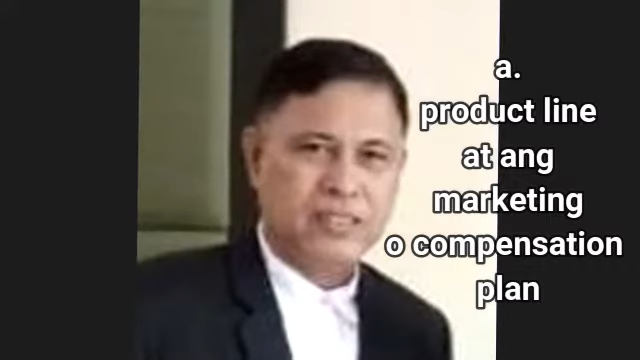 a.
product line
at ang
marketing
o compensation
plan